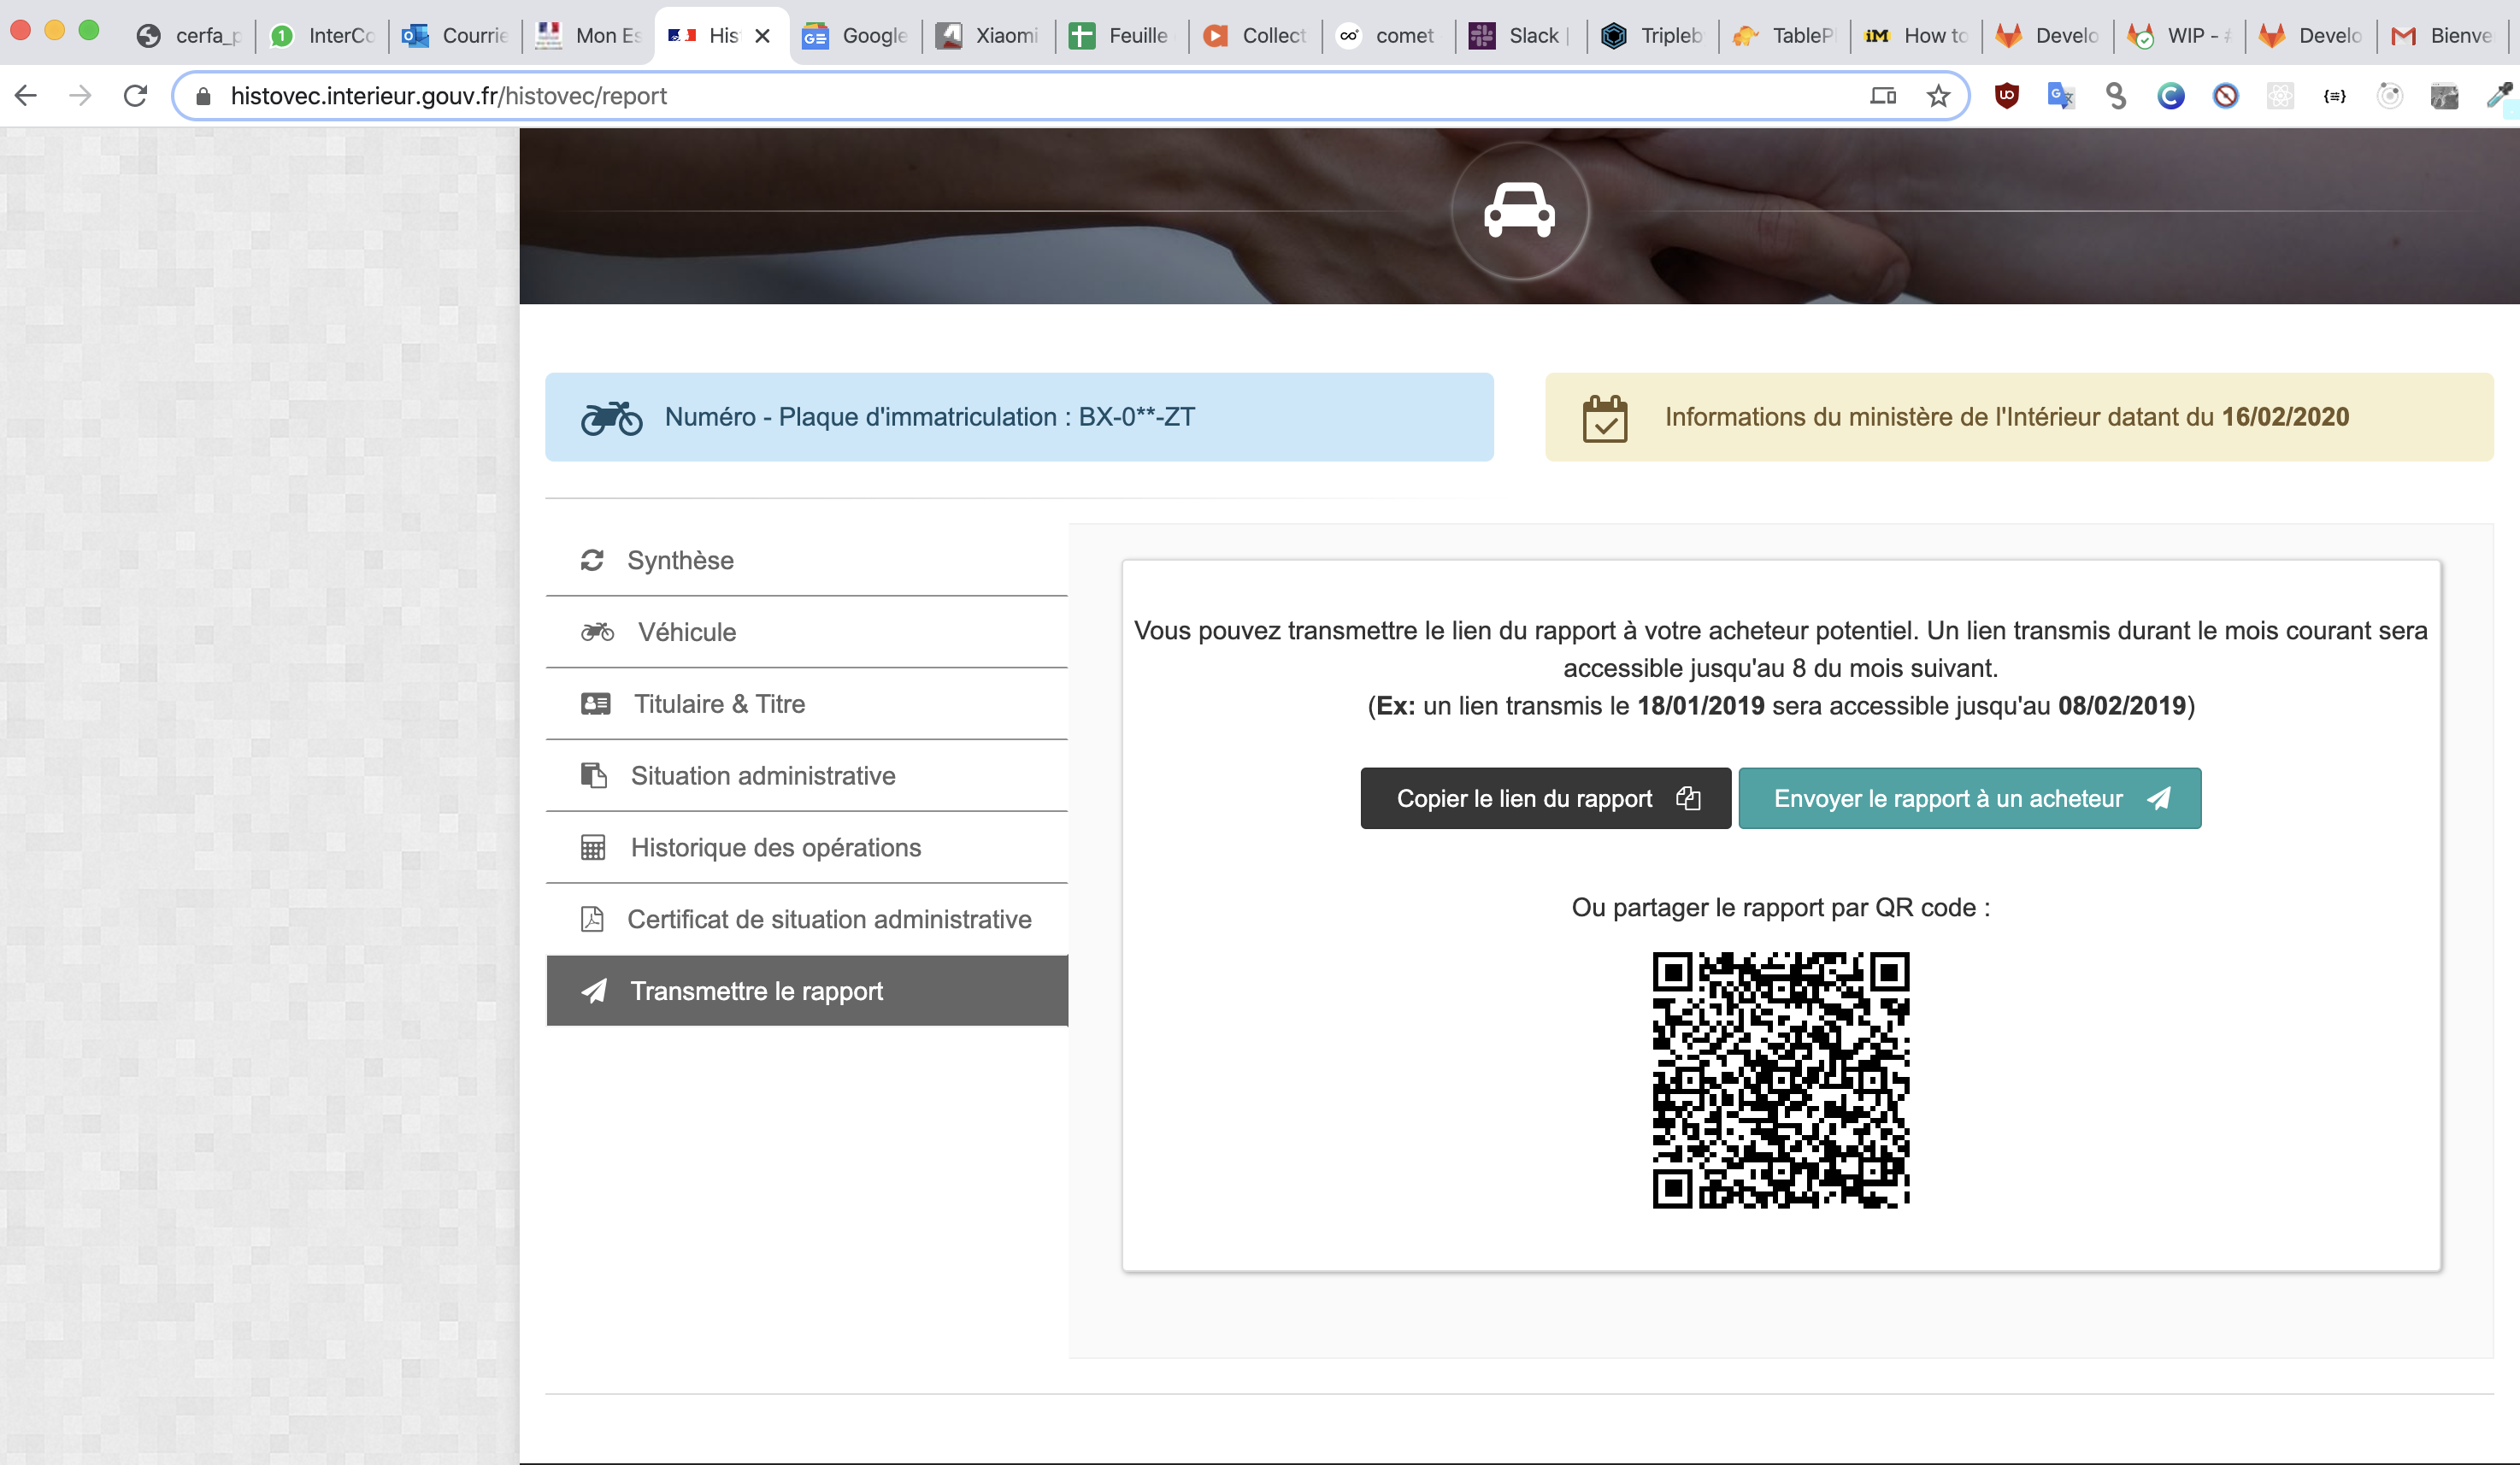 cerfa_p
InterCo
Courrie
Mon Es
His
Google
Xiaomi
Feuille
Collect
comet
Slack
Tripleb
TableP
How to
Develo
WIP - #
Develo
Bienve
histovec.interieur.gouv.fr/histovec/report
Numéro - Plaque d'immatriculation : BX-0**-ZT
Informations du ministère de l'Intérieur datant du 16/02/2020
Synthèse
Véhicule
Titulaire & Titre
Situation administrative
Historique des opérations
Certificat de situation administrative
Transmettre le rapport
Vous pouvez transmettre le lien du rapport à votre acheteur potentiel. Un lien transmis durant le mois courant sera
accessible jusqu'au 8 du mois suivant.
(Ex: un lien transmis le 18/01/2019 sera accessible jusqu'au 08/02/2019)
Copier le lien du rapport
Envoyer le rapport à un acheteur
Ou partager le rapport par QR code :